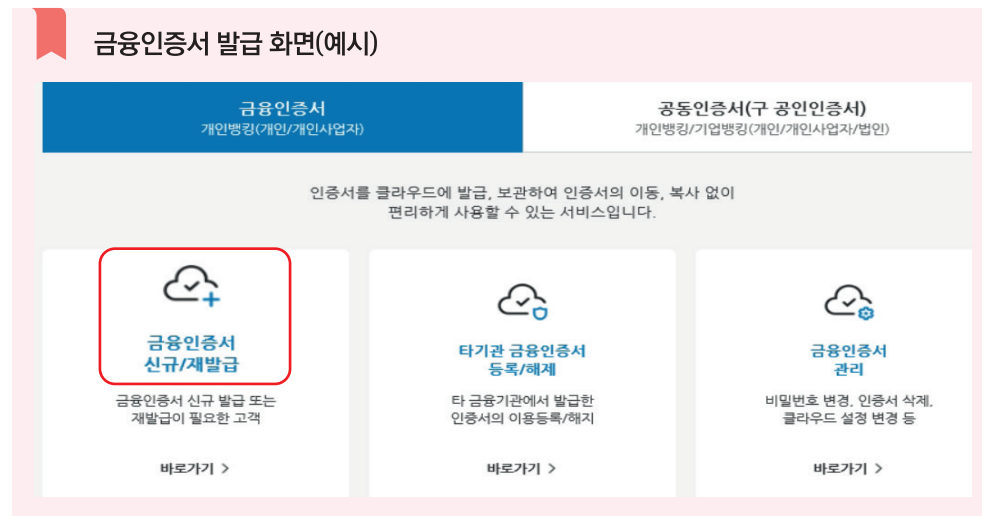 금융인증서 발급 화면(예시)
금융인증서
개인뱅킹(개인/개인사업자)
공동인증서(구 공인인증서)
개인뱅킹/기업뱅킹(개인/개인사업자/법인)
인증서를 클라우드에 발급, 보관하여 인증서의 이동, 복사 없이
편리하게 사용할 수 있는 서비스입니다.
금융인증서
신규/재발급
금융인증서 신규 발급 또는
재발급이 필요한 고객
바로가기 >
타기관 금융인증서
등록/해제
타 금융기관에서 발급한
인증서의 이용등록/해지
바로가기 >
금융인증서
관리
비밀번호 변경, 인증서 삭제,
클라우드 설정 변경 등
바로가기 >